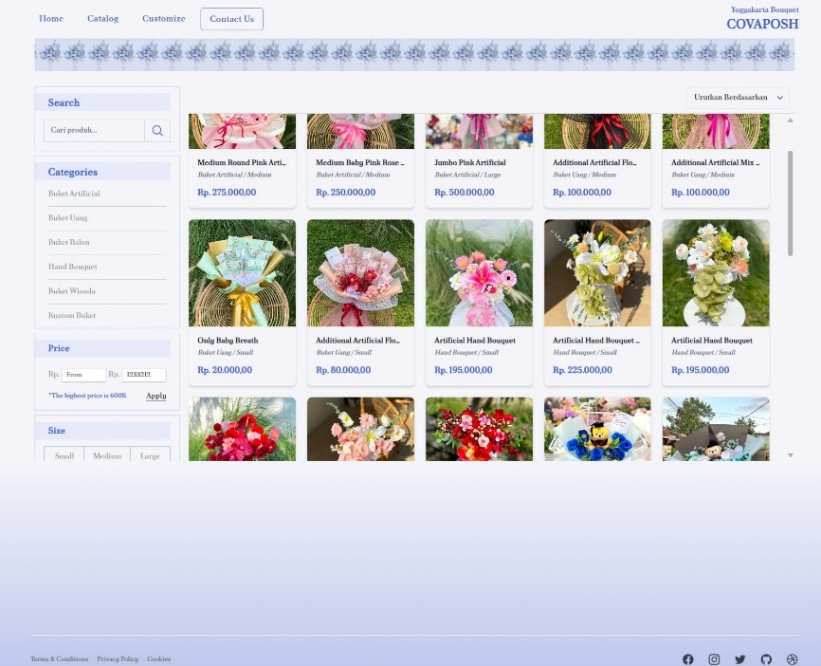 Home Catalog Customize Contact Us
Yogyakarta Bouquet
COVAPOSH
Search
Cari produk...
Categories
Buket Artificial
Buket Uang
Buket Balon
Hand Bouquet
Buket Wisuda
Kustom Buket
Price
Rp. From Rp. 1233212
*The highest price is 600K Apply
Size
Small Medium Large
Urutkan Berdasarkan
Medium Round Pink Arti...
Buket Artificial / Medium
Rp. 275.000,00
Medium Baby Pink Rose ...
Buket Artificial / Medium
Rp. 250.000,00
Jumbo Pink Artificial
Buket Artificial / Large
Rp. 500.000,00
Additional Artificial Flo...
Buket Uang / Medium
Rp. 100.000,00
Additional Artificial Mix ...
Buket Uang / Medium
Rp. 100.000,00
Only Baby Breath
Buket Uang / Small
Rp. 20.000,00
Additional Artificial Flo...
Buket Uang / Small
Rp. 80.000,00
Artificial Hand Bouquet
Hand Bouquet / Small
Rp. 195.000,00
Artificial Hand Bouquet ...
Hand Bouquet / Small
Rp. 225.000,00
Artificial Hand Bouquet
Hand Bouquet / Small
Rp. 195.000,00
Terms & Conditions Privacy Policy Cookies